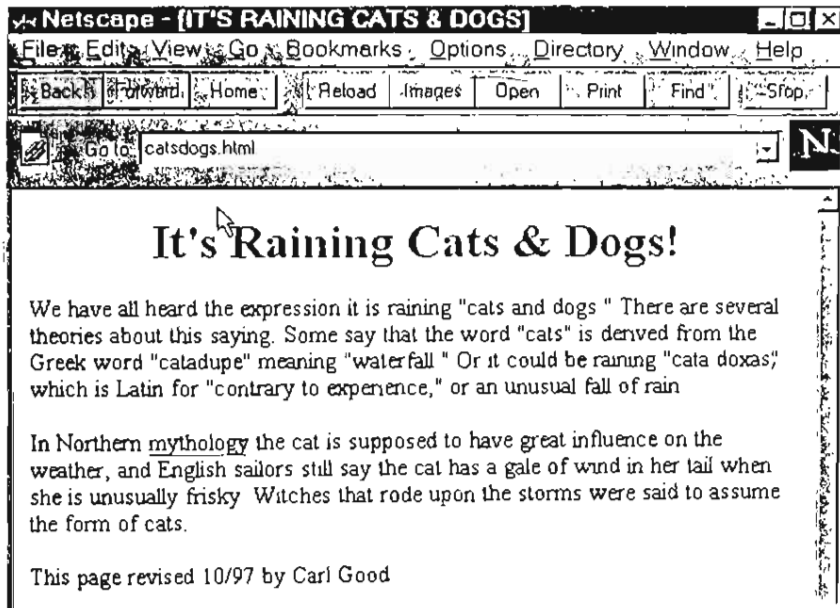 Netscape - [IT'S RAINING CATS & DOGS]
File Edit View Go Bookmarks Options Directory Window Help
Back Forward Home Reload Images Open Print Find Stop
Go to: catsdogs.html
N
It's Raining Cats & Dogs!
We have all heard the expression it is raining "cats and dogs " There are several
theories about this saying. Some say that the word "cats" is derived from the
Greek word "catadupe" meaning "waterfall " Or it could be raining "cata doxas,"
which is Latin for "contrary to experience," or an unusual fall of rain
In Northern mythology the cat is supposed to have great influence on the
weather, and English sailors still say the cat has a gale of wind in her tail when
she is unusually frisky Witches that rode upon the storms were said to assume
the form of cats.
This page revised 10/97 by Carl Good